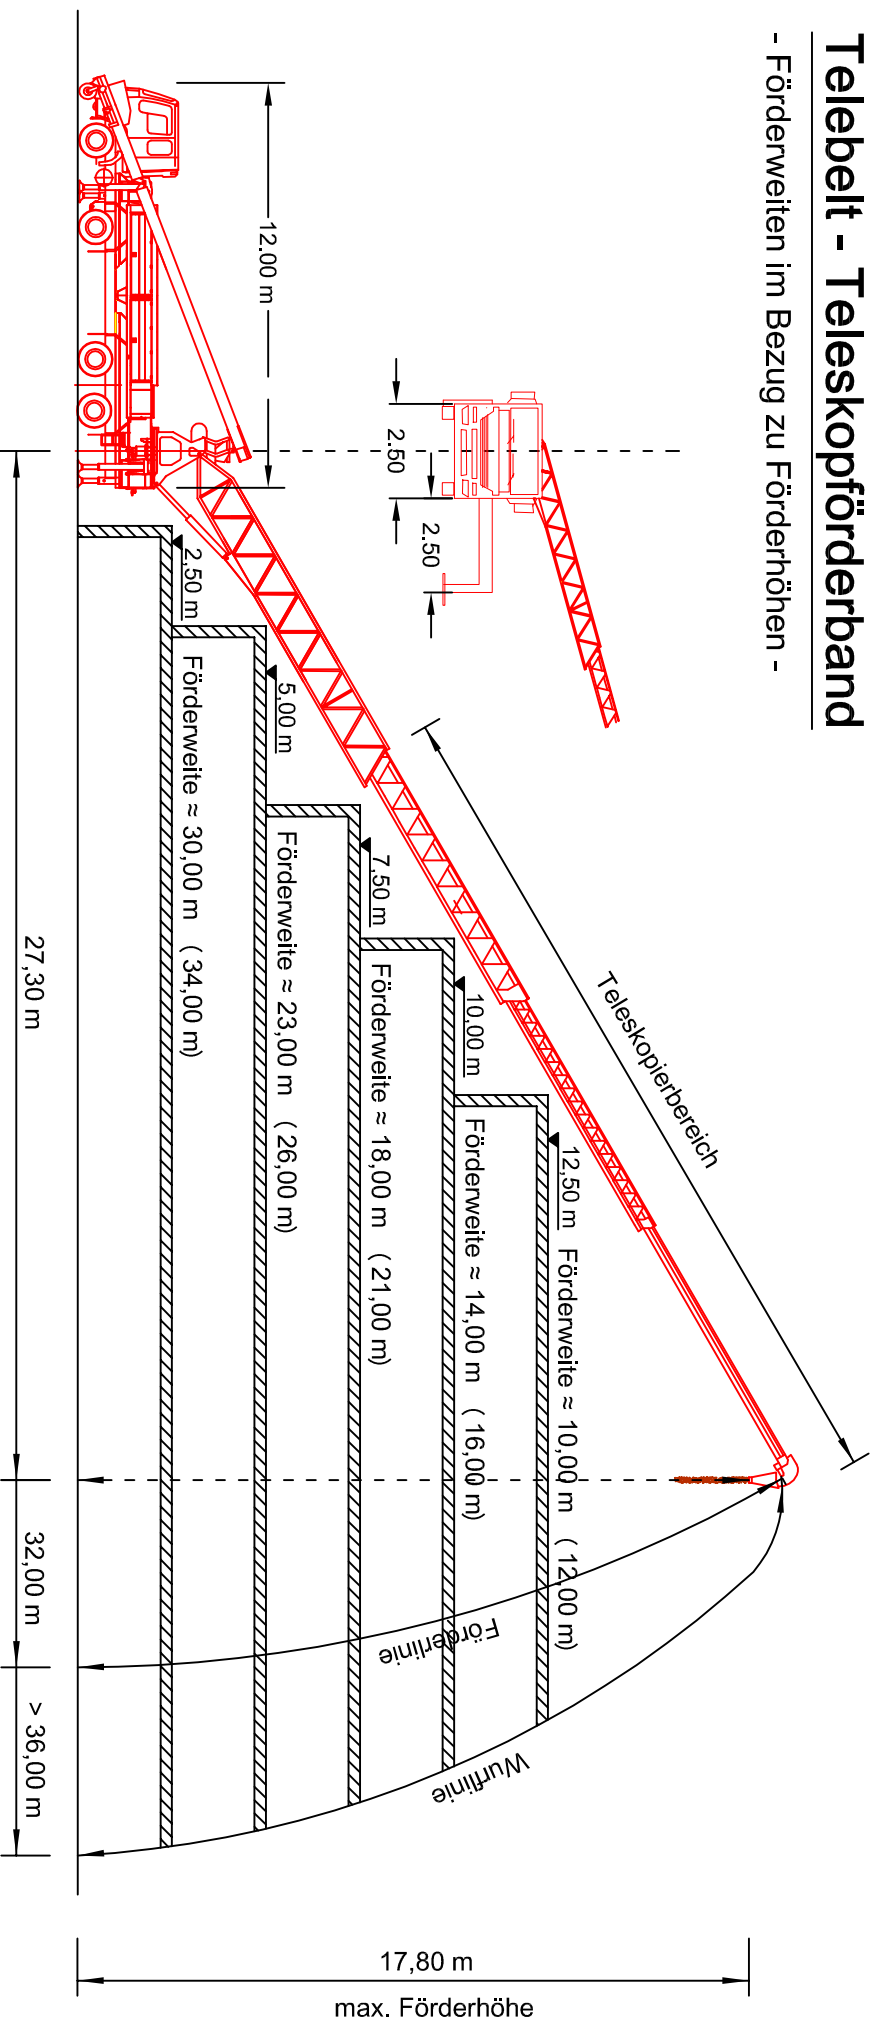 Telebelt - Teleskopförderband
- Förderweiten im Bezug zu Förderhöhen -
12.00 m
2.50
2.50
Teleskopierbereich
2,50 m
Förderweite ≈ 30,00 m ( 34,00 m)
5,00 m
Förderweite ≈ 23,00 m ( 26,00 m)
7,50 m
Förderweite ≈ 18,00 m ( 21,00 m)
10,00 m
Förderweite ≈ 14,00 m ( 16,00 m)
12,50 m
Förderweite ≈ 10,00 m ( 12,00 m)
Förderlinie
Wurflinie
27,30 m
32,00 m
> 36,00 m
17,80 m
max. Förderhöhe